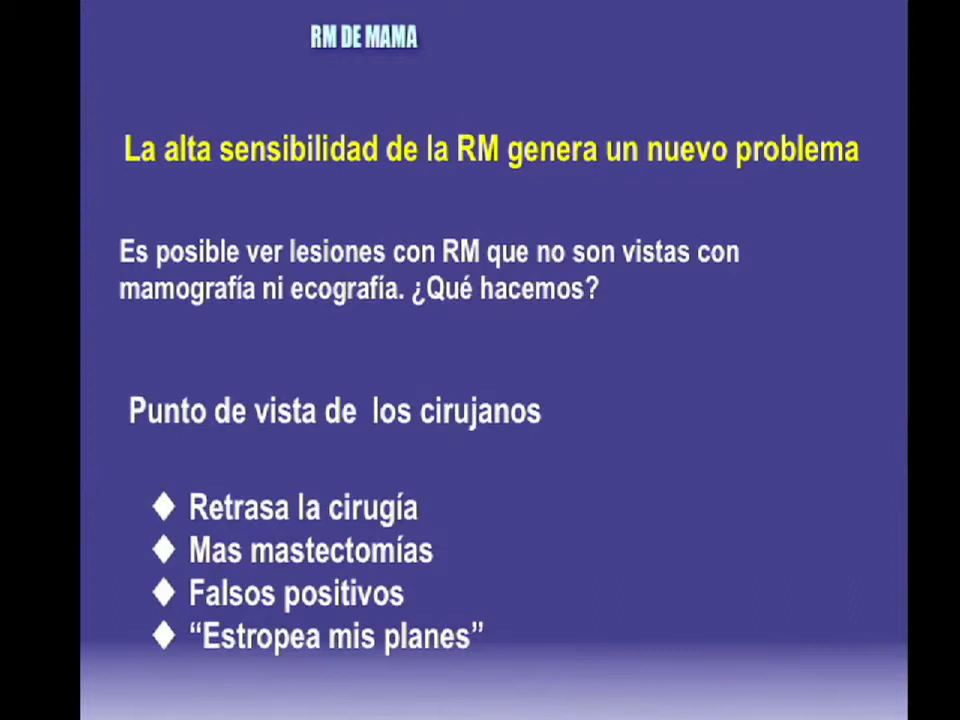 RM DE MAMA
La alta sensibilidad de la RM genera un nuevo problema
Es posible ver lesiones con RM que no son vistas con
mamografía ni ecografía. ¿Qué hacemos?
Punto de vista de los cirujanos
♦ Retrasa la cirugía
♦ Mas mastectomías
♦ Falsos positivos
♦ “Estropea mis planes”